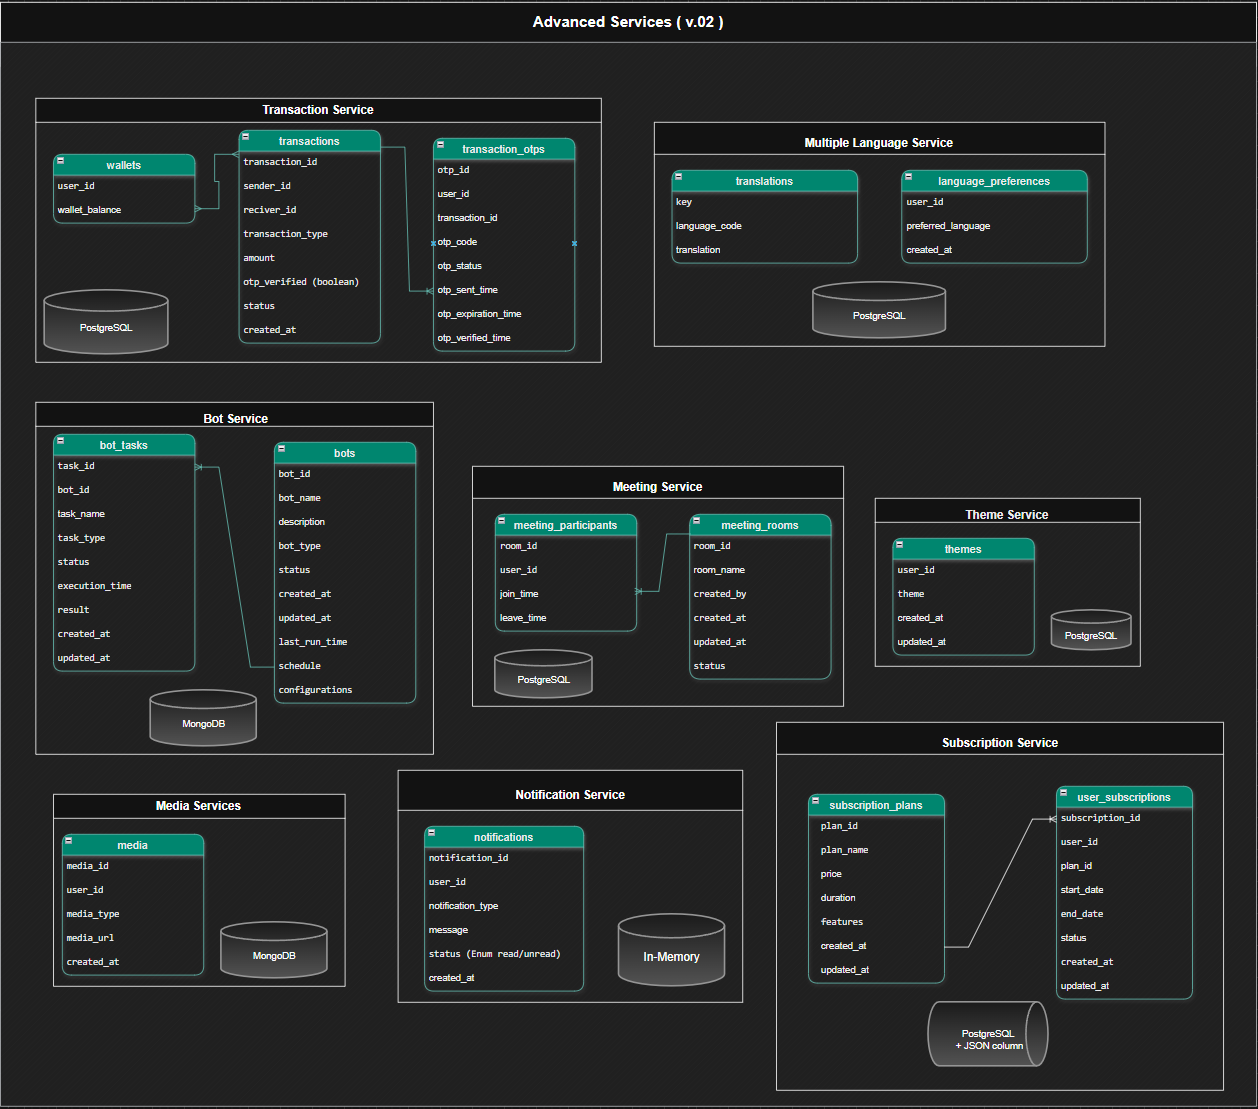 Advanced Services ( v.02 )
Transaction Service
wallets
user_id
wallet_balance
transactions
transaction_id
sender_id
reciver_id
transaction_type
amount
otp_verified (boolean)
status
created_at
transaction_otps
otp_id
user_id
transaction_id
otp_code
otp_status
otp_sent_time
otp_expiration_time
otp_verified_time
PostgreSQL
Multiple Language Service
translations
key
language_code
translation
language_preferences
user_id
preferred_language
created_at
PostgreSQL
Bot Service
bot_tasks
task_id
bot_id
task_name
task_type
status
execution_time
result
created_at
updated_at
bots
bot_id
bot_name
description
bot_type
status
created_at
updated_at
last_run_time
schedule
configurations
MongoDB
Meeting Service
meeting_participants
room_id
user_id
join_time
leave_time
meeting_rooms
room_id
room_name
created_by
created_at
updated_at
status
PostgreSQL
Theme Service
themes
user_id
theme
created_at
updated_at
PostgreSQL
Media Services
media
media_id
user_id
media_type
media_url
created_at
MongoDB
Notification Service
notifications
notification_id
user_id
notification_type
message
status (Enum read/unread)
created_at
In-Memory
Subscription Service
subscription_plans
plan_id
plan_name
price
duration
features
created_at
updated_at
user_subscriptions
subscription_id
user_id
plan_id
start_date
end_date
status
created_at
updated_at
PostgreSQL
+ JSON column